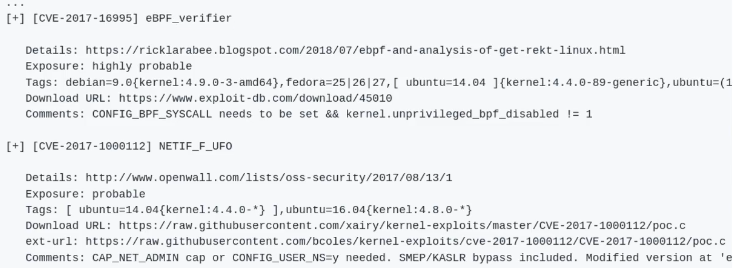 ...
[+] [CVE-2017-16995] eBPF_verifier
Details: https://ricklarabee.blogspot.com/2018/07/ebpf-and-analysis-of-get-rekt-linux.html
Exposure: highly probable
Tags: debian=9.0{kernel:4.9.0-3-amd64},fedora=25|26|27,[ ubuntu=14.04 ]{kernel:4.4.0-89-generic},ubuntu=(1
Download URL: https://www.exploit-db.com/download/45010
Comments: CONFIG_BPF_SYSCALL needs to be set && kernel.unprivileged_bpf_disabled != 1
[+] [CVE-2017-1000112] NETIF_F_UFO
Details: http://www.openwall.com/lists/oss-security/2017/08/13/1
Exposure: probable
Tags: [ ubuntu=14.04{kernel:4.4.0-*} ],ubuntu=16.04{kernel:4.8.0-*}
Download URL: https://raw.githubusercontent.com/xairy/kernel-exploits/master/CVE-2017-1000112/poc.c
ext-url: https://raw.githubusercontent.com/bcoles/kernel-exploits/cve-2017-1000112/CVE-2017-1000112/poc.c
Comments: CAP_NET_ADMIN cap or CONFIG_USER_NS=y needed. SMEP/KASLR bypass included. Modified version at 'e